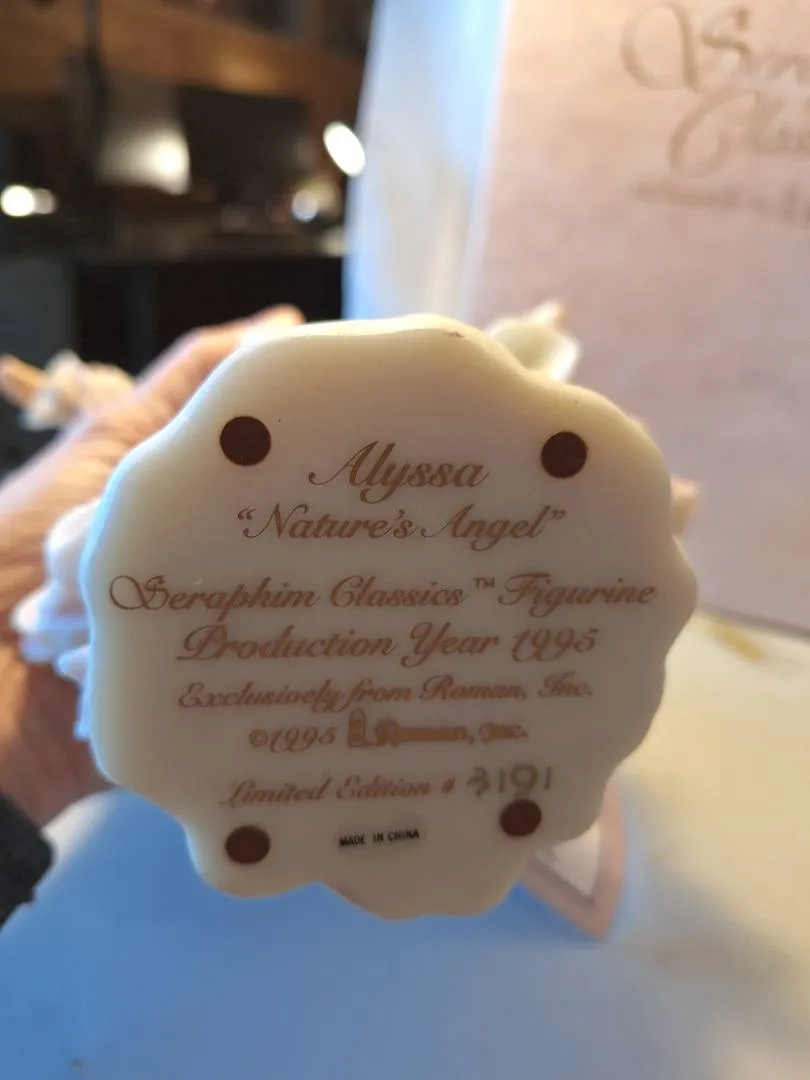 Alyssa
“Nature's Angel”
Seraphim Classics™ Figurine
Production Year 1995
Exclusively from Roman, Inc.
©1995 Roman, Inc.
Limited Edition # 3191
MADE IN CHINA